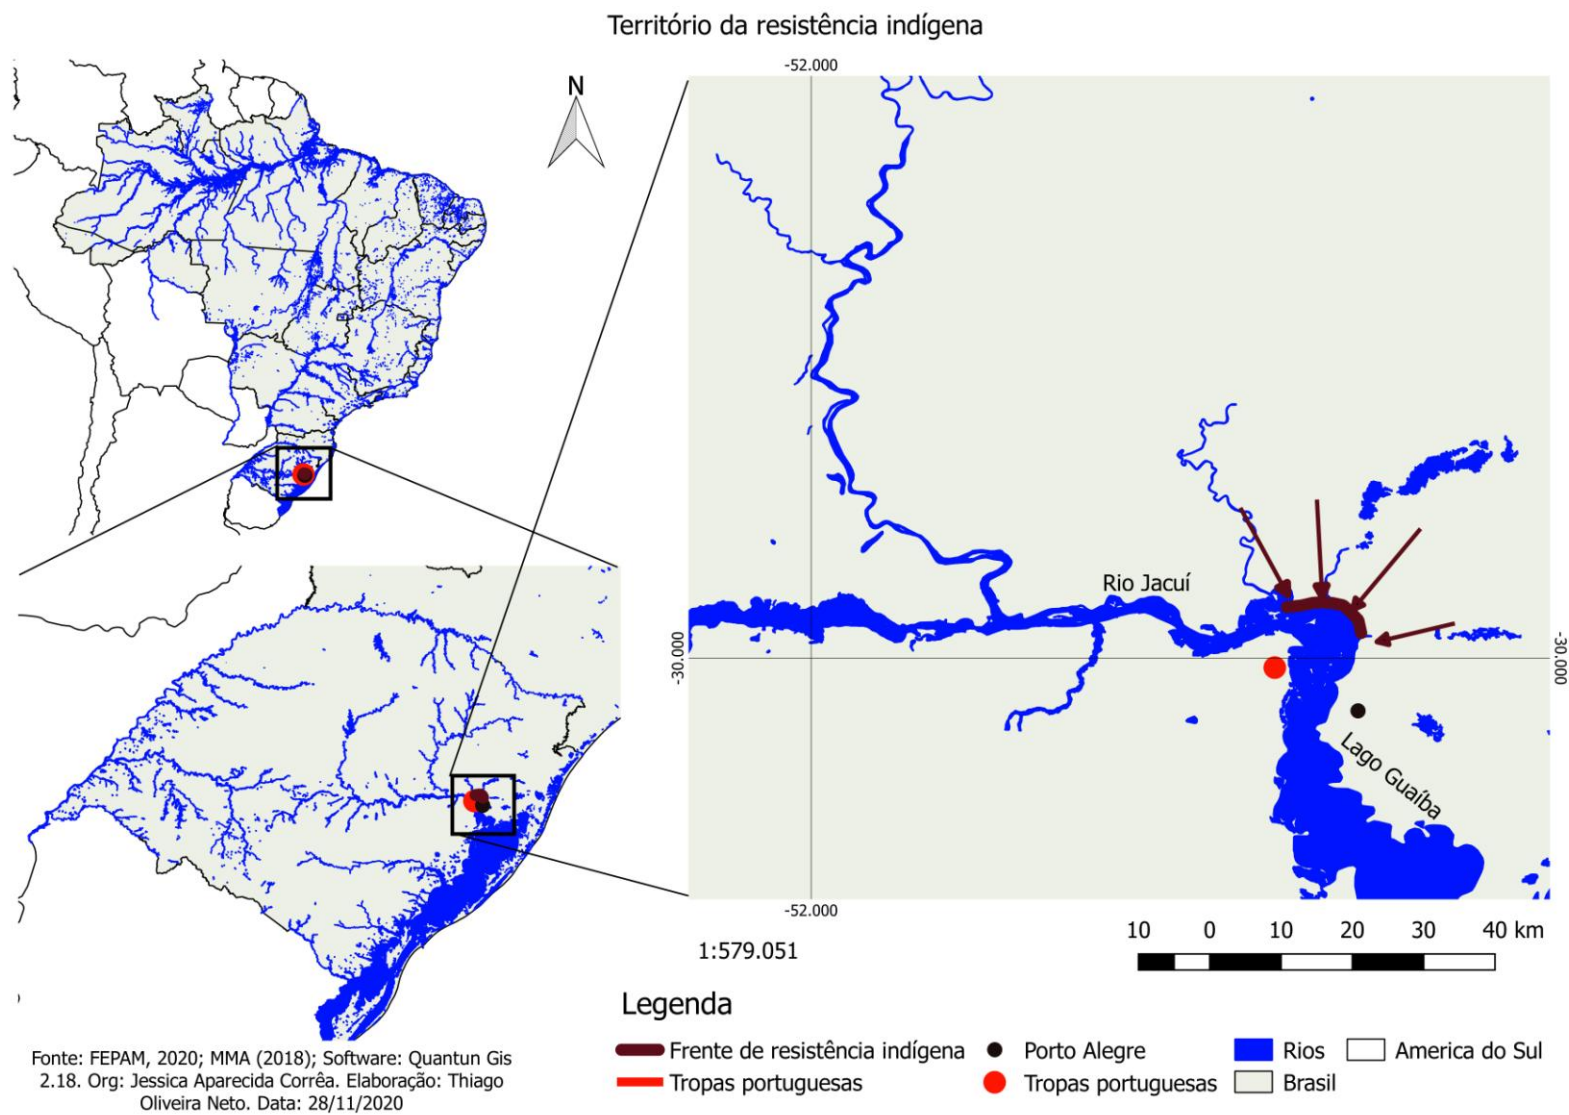 Território da resistência indígena
-52.000
N
Rio Jacuí
-30.000
-30.000
Lago Guaíba
-52.000
10 0 10 20 30 40 km
1:579.051
Legenda
Frente de resistência indígena
Porto Alegre
Rios
America do Sul
Tropas portuguesas
Tropas portuguesas
Brasil
Fonte: FEPAM, 2020; MMA (2018); Software: Quantun Gis
2.18. Org: Jessica Aparecida Corrêa. Elaboração: Thiago
Oliveira Neto. Data: 28/11/2020